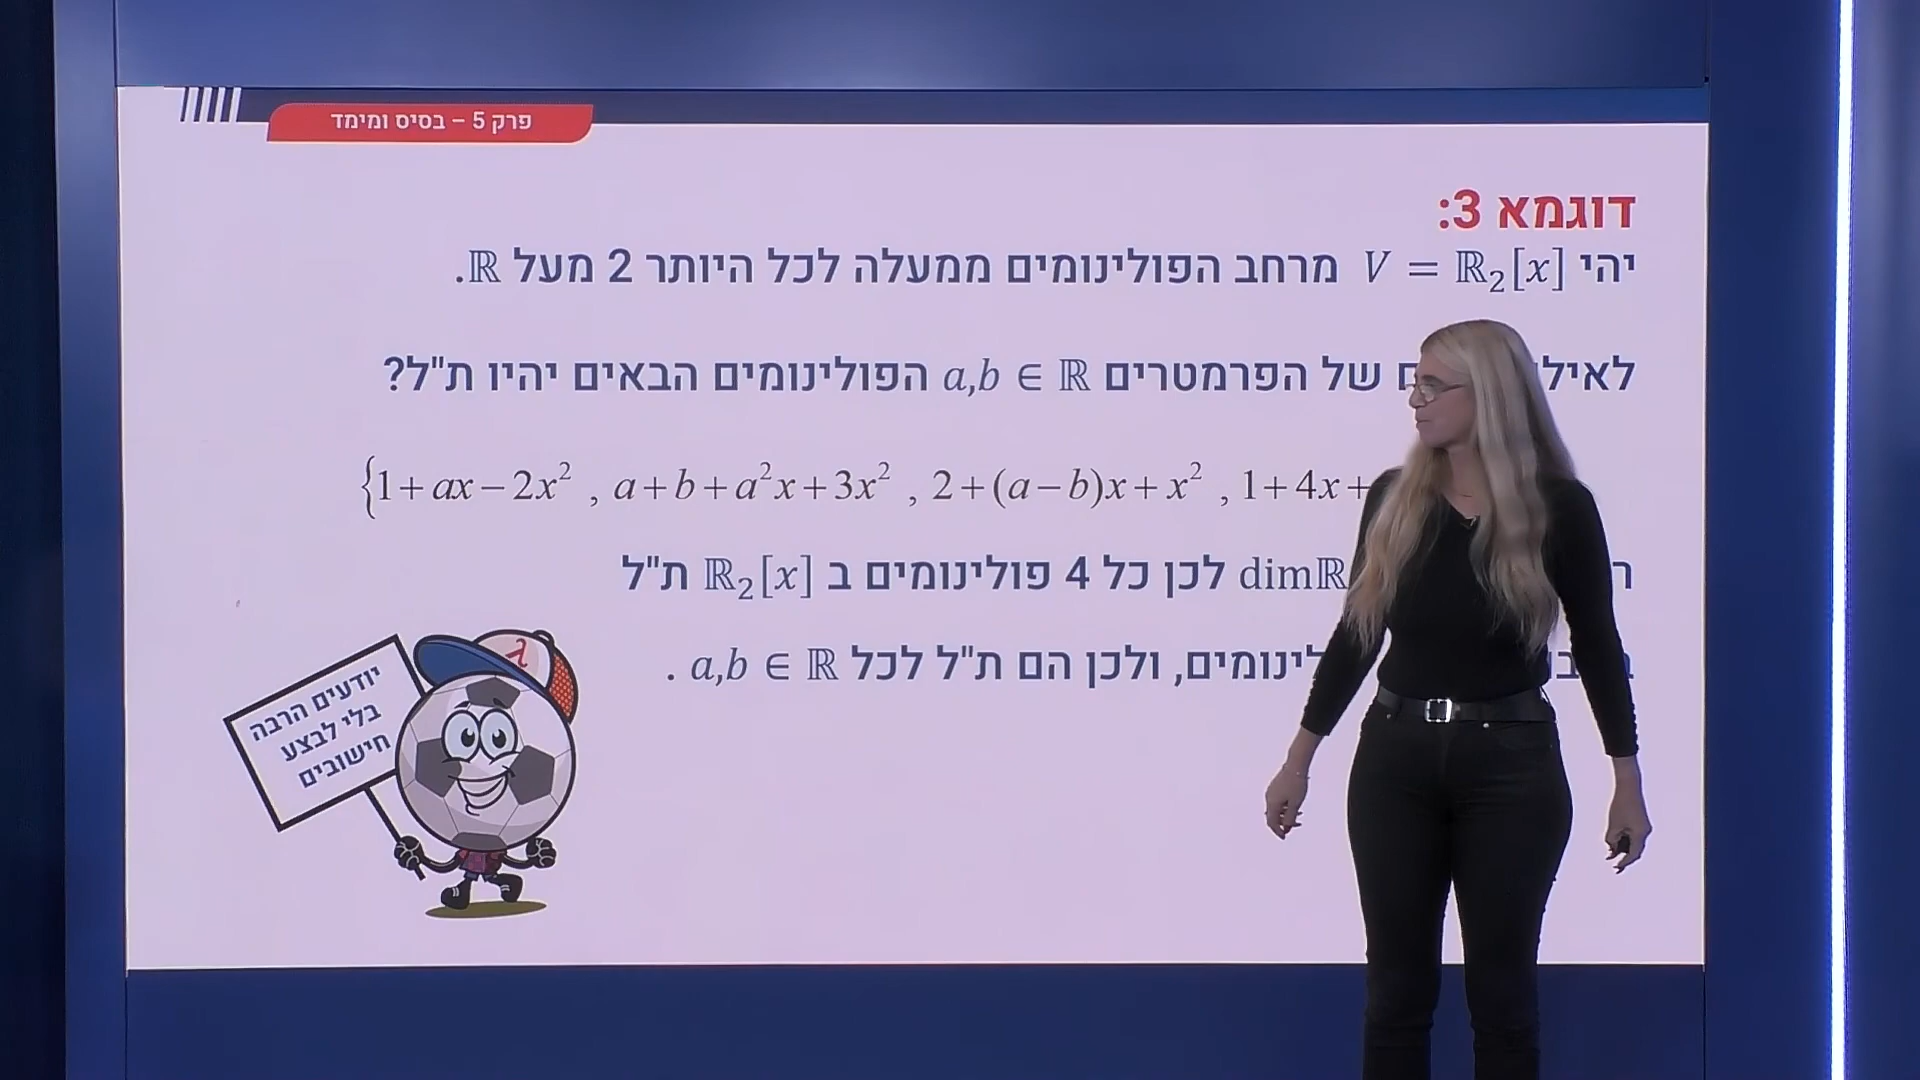 פרק 5 – בסיס ומימד
דוגמא 3:
יהי V = ℝ₂[x] מרחב הפולינומים ממעלה לכל היותר 2 מעל ℝ.
של הפרמטרים a,b ∈ ℝ הפולינומים הבאים יהיו ת"ל?
{1+ax−2x² , a+b+a²x+3x² , 2+(a−b)x+x² , 1+4x+
dimℝ לכן כל 4 פולינומים ב ℝ₂[x] ת"ל
ולכן הם ת"ל לכל a,b ∈ ℝ .
יודעים הרבה
בלי לבצע
חישובים
λ